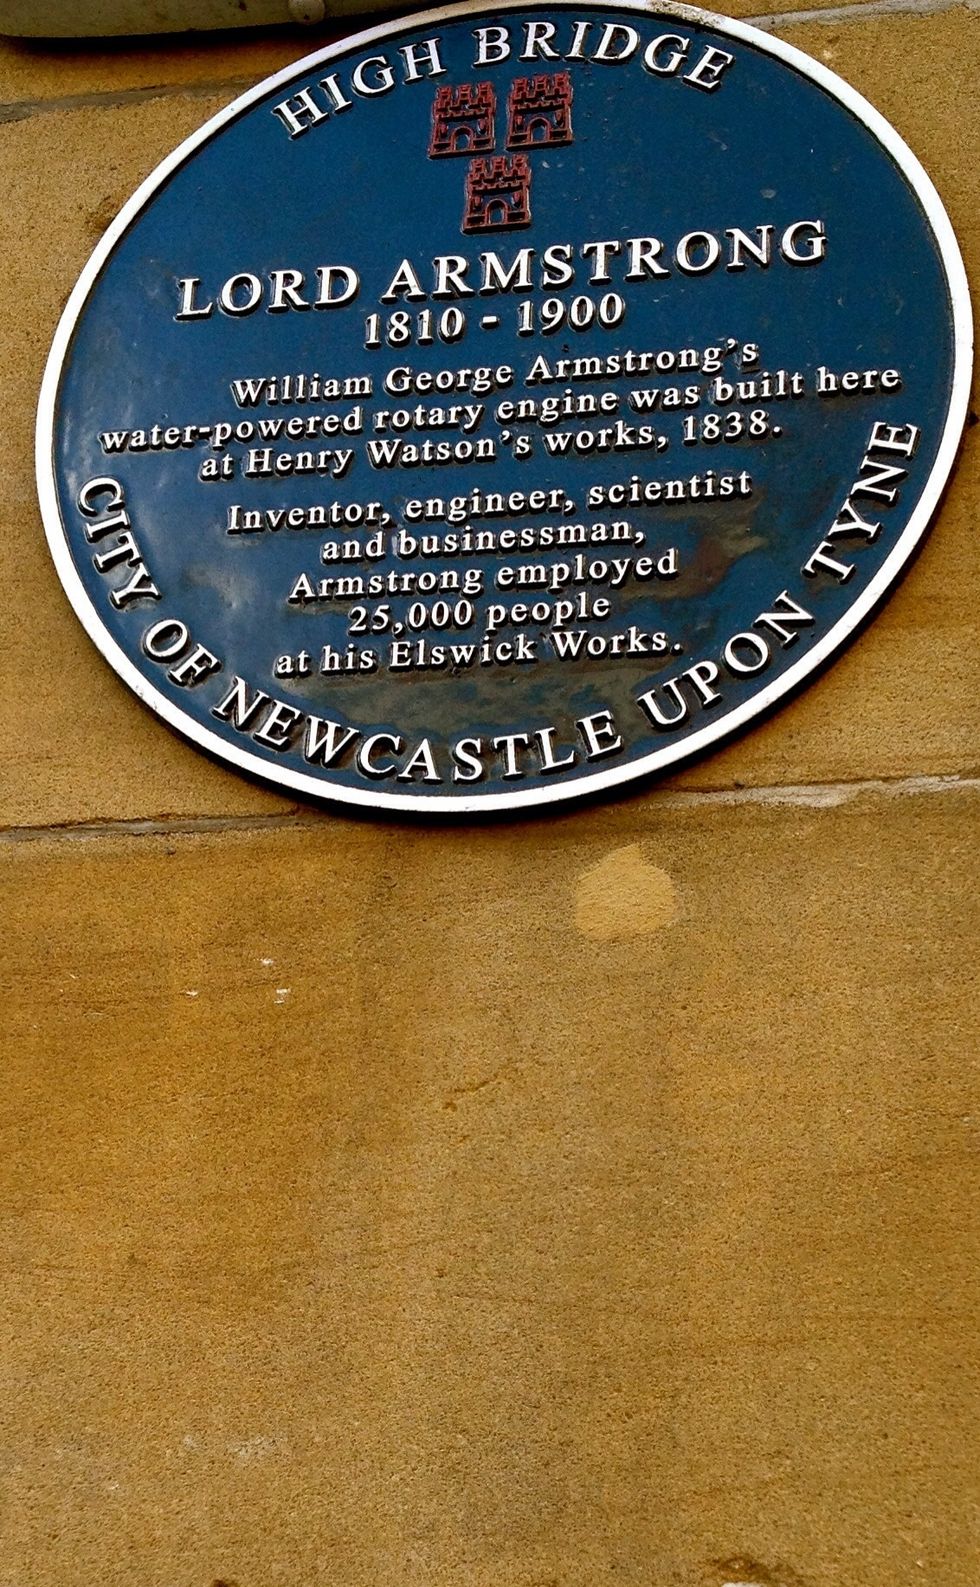 HIGH BRIDGE
LORD ARMSTRONG
1810 - 1900
William George Armstrong's
water-powered rotary engine was built here
at Henry Watson's works, 1838.
Inventor, engineer, scientist
and businessman,
Armstrong employed
25,000 people
at his Elswick Works.
CITY OF NEWCASTLE UPON TYNE